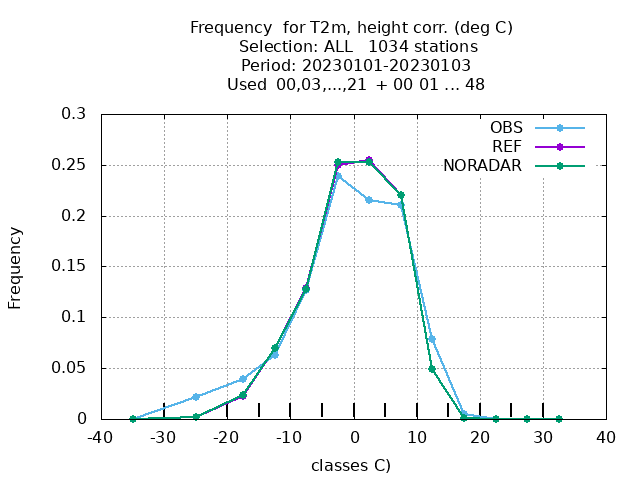 Frequency  for T2m, height corr. (deg C)
Selection: ALL   1034 stations
Period: 20230101-20230103
Used  00,03,...,21  + 00 01 ... 48
0.3
0.25
0.2
0.15
0.1
0.05
0
Frequency
OBS
REF
NORADAR
-40 -30 -20 -10 0 10 20 30 40
classes C)